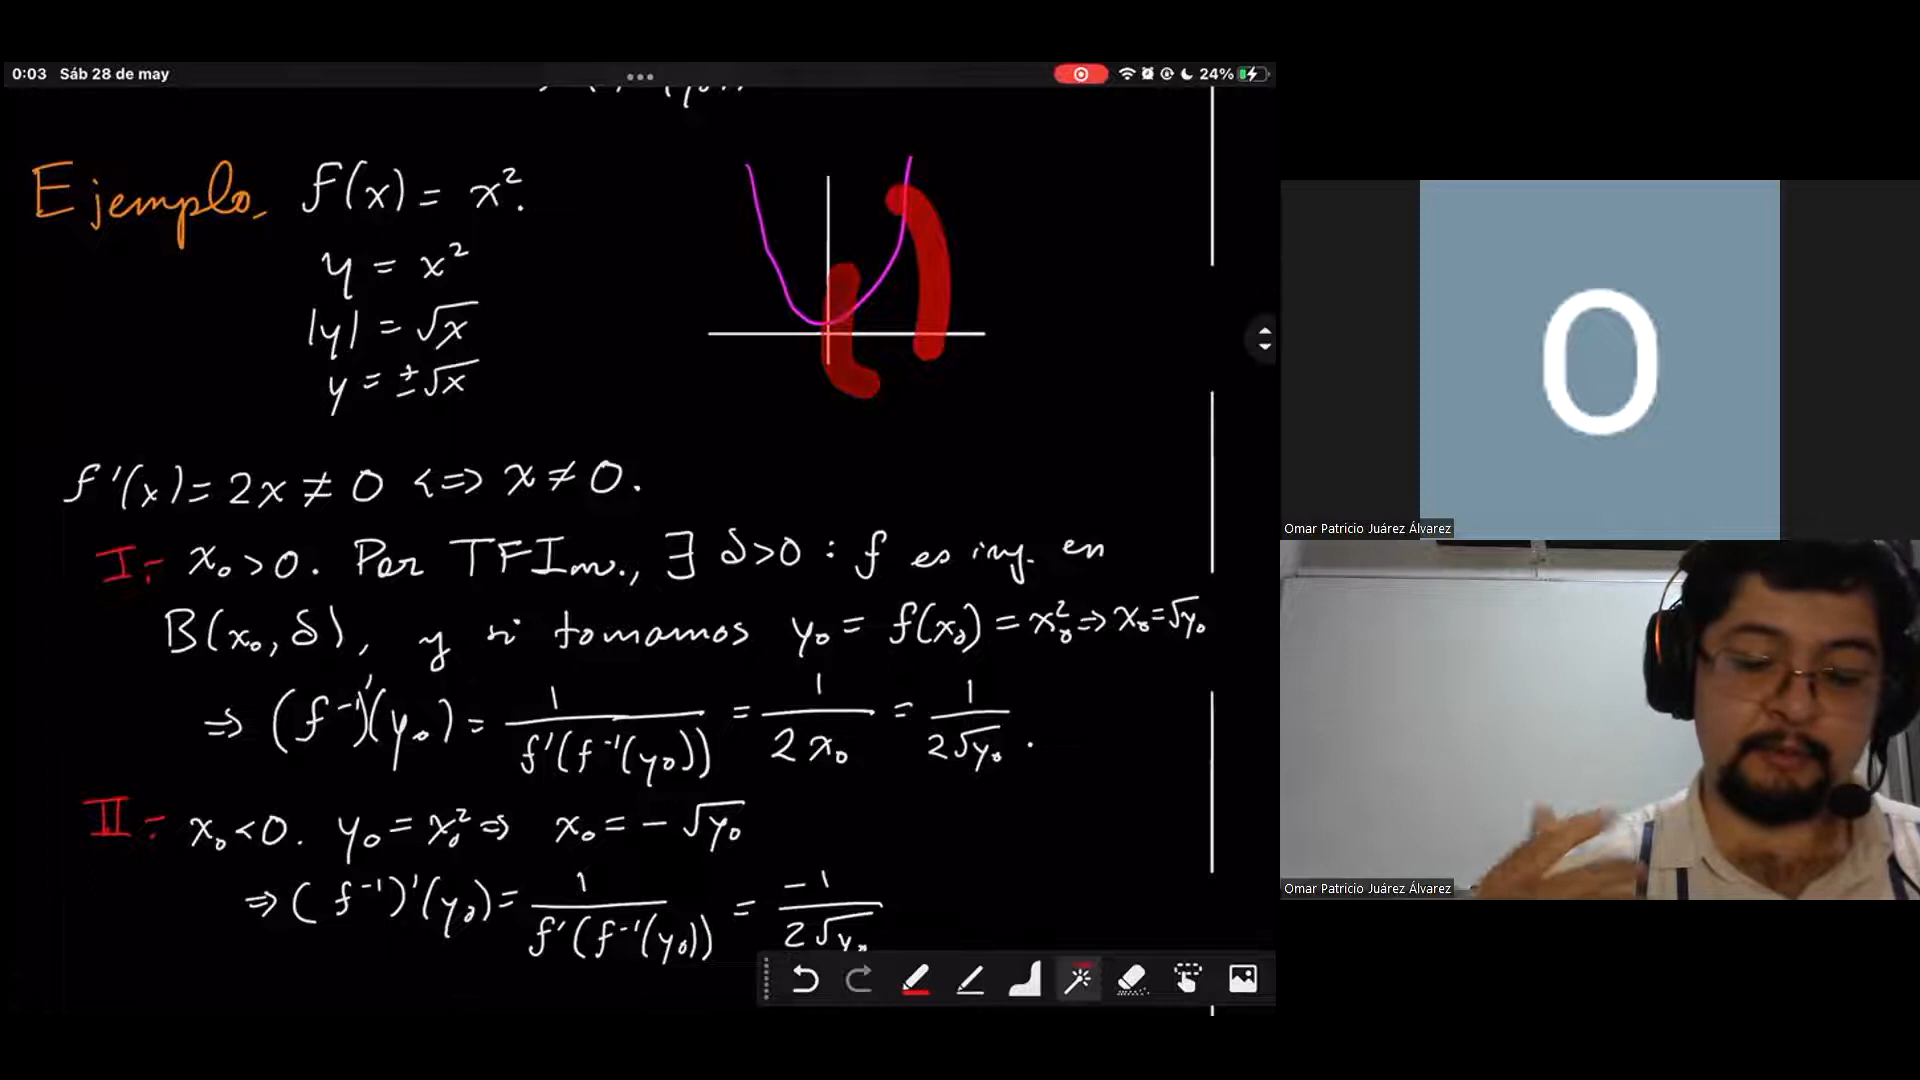 0:03 Sáb 28 de may
24%
Ejemplo. f(x) = x².
y = x²
|y| = √x
y = ±√x
f'(x) = 2x ≠ 0 <=> x ≠ 0.
I:- x₀ > 0. Por TFInv., ∃ δ > 0 : f es iny. en
B(x₀, δ), y si tomamos y₀ = f(x₀) = x₀² => x₀ = √y₀
=> (f⁻¹)'(y₀) = 1/f'(f⁻¹(y₀)) = 1/2x₀ = 1/2√y₀ .
II:- x₀ < 0. y₀ = x₀² => x₀ = - √y₀
=> (f⁻¹)'(y₀) = 1/f'(f⁻¹(y₀)) = -1/2√y₀
O
Omar Patricio Juárez Álvarez
Omar Patricio Juárez Álvarez